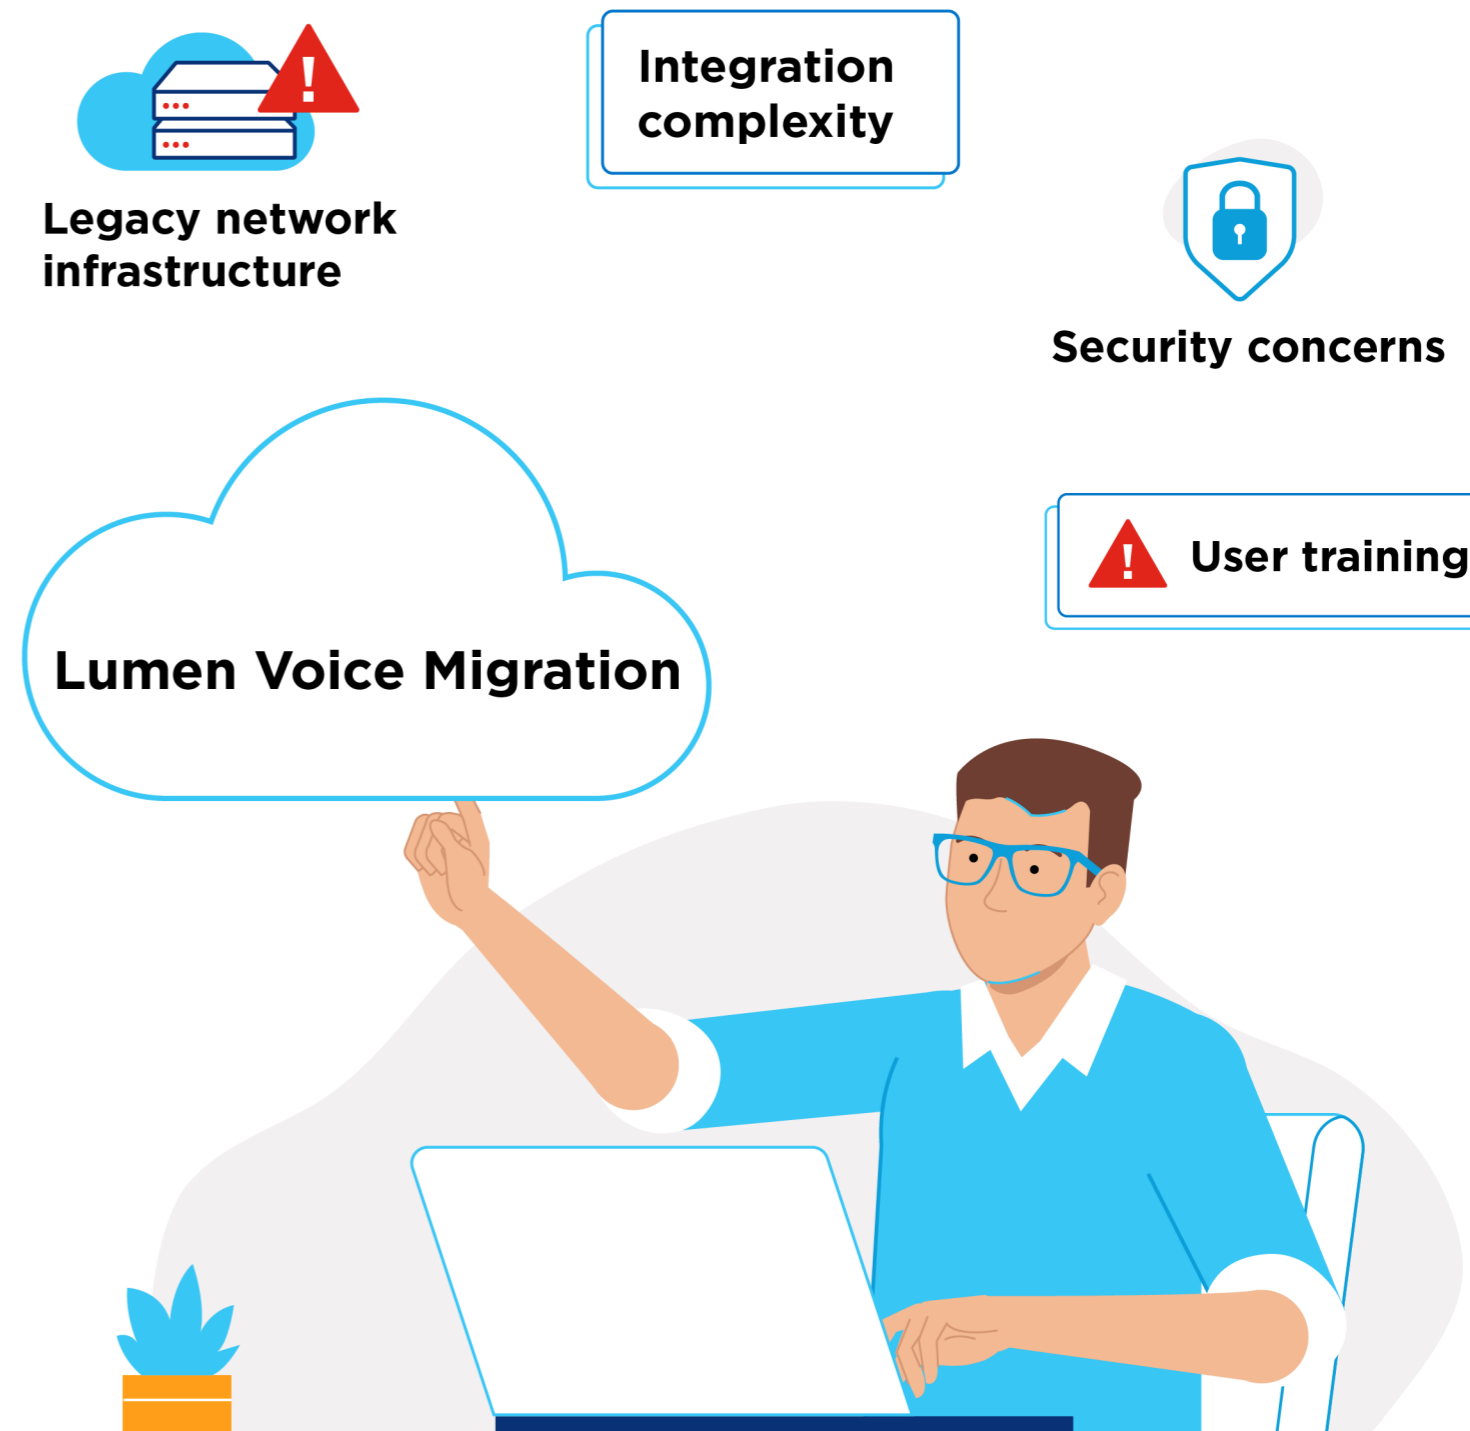 Integration
complexity
Legacy network
infrastructure
Security concerns
User training
Lumen Voice Migration